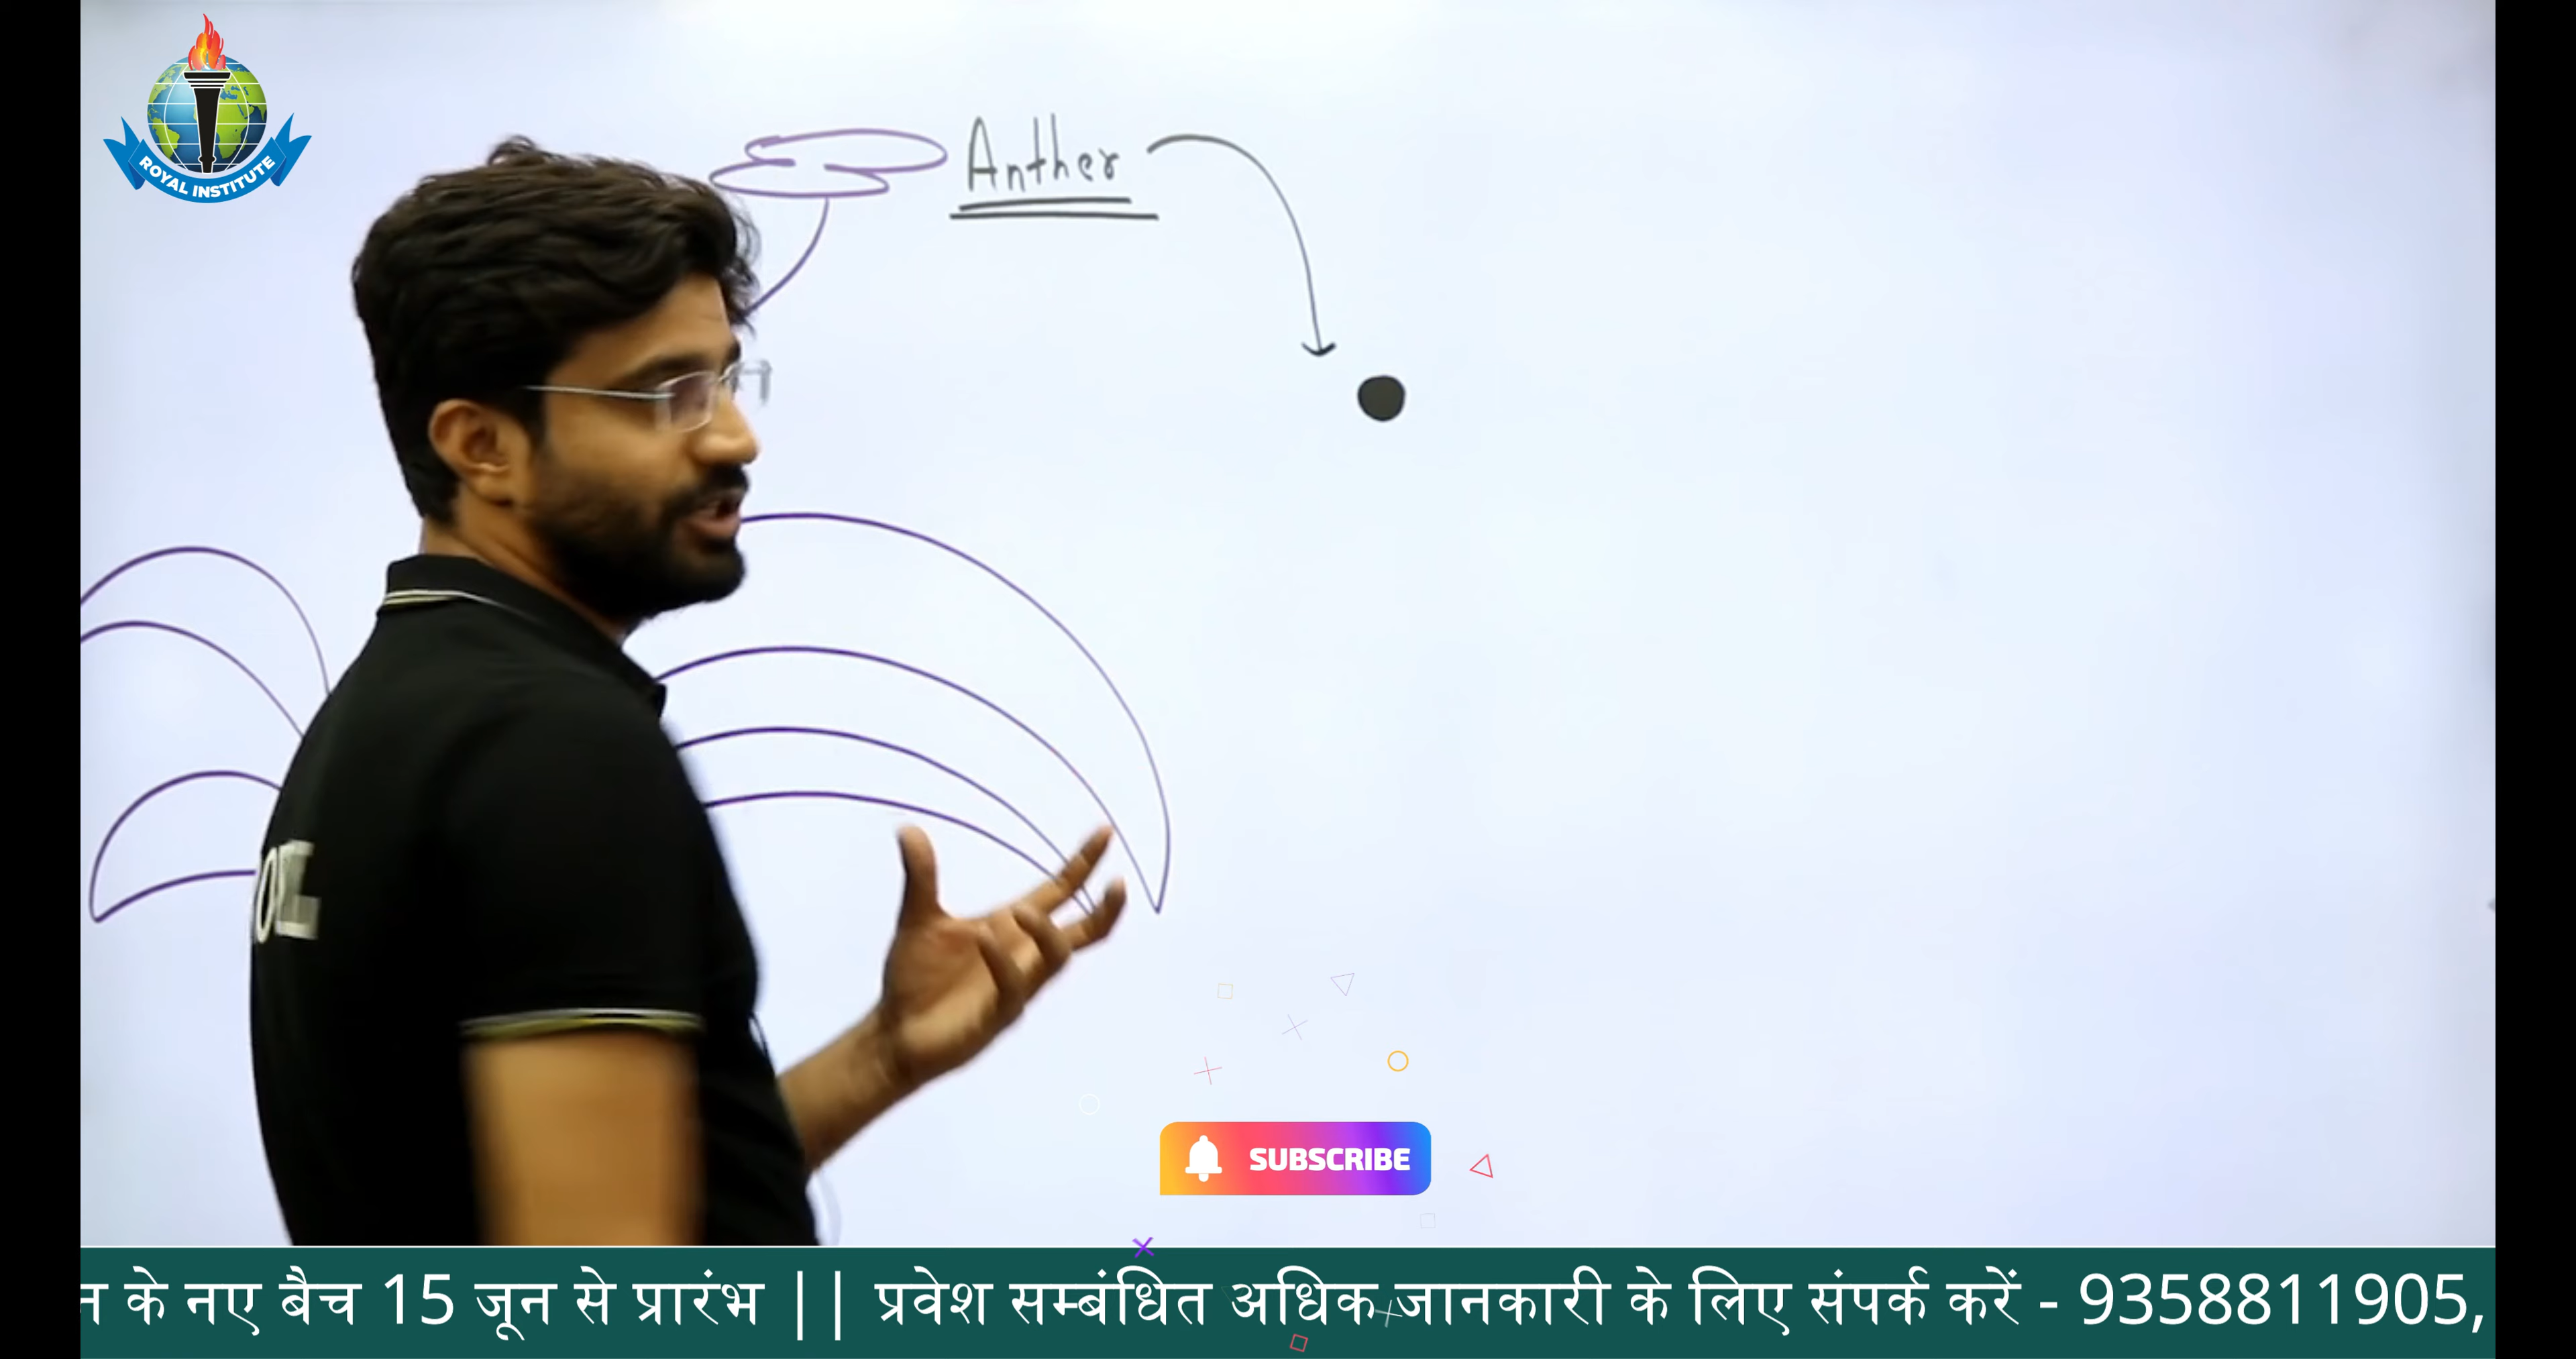 ROYAL INSTITUTE
Anther
SUBSCRIBE
के नए बैच 15 जून से प्रारंभ || प्रवेश सम्बंधित अधिक जानकारी के लिए संपर्क करें - 9358811905,